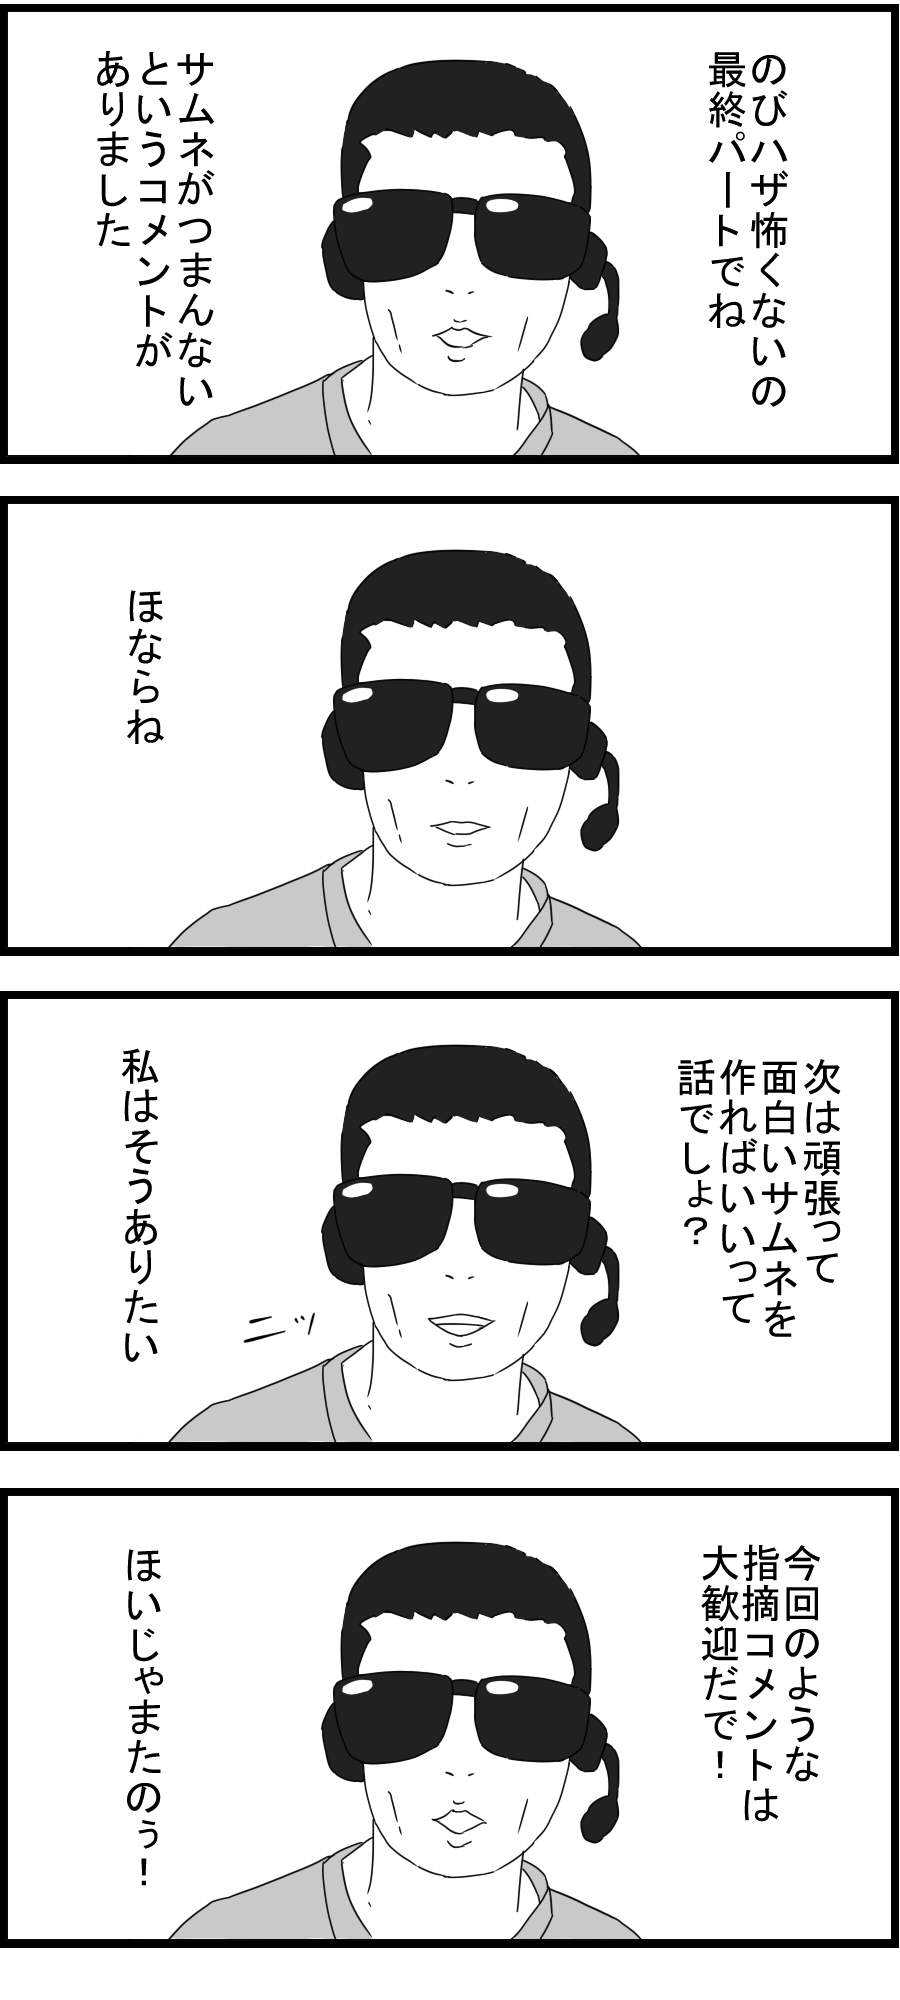 のびハザ怖くないの
最終パートでね
サムネがつまんない
というコメントが
ありました
ほならね
次は頑張って
面白いサムネを
作ればいいって
話でしょ？
私はそうありたい
ニッ
今回のような
指摘コメントは
大歓迎だで！
ほいじゃまたのぅ！